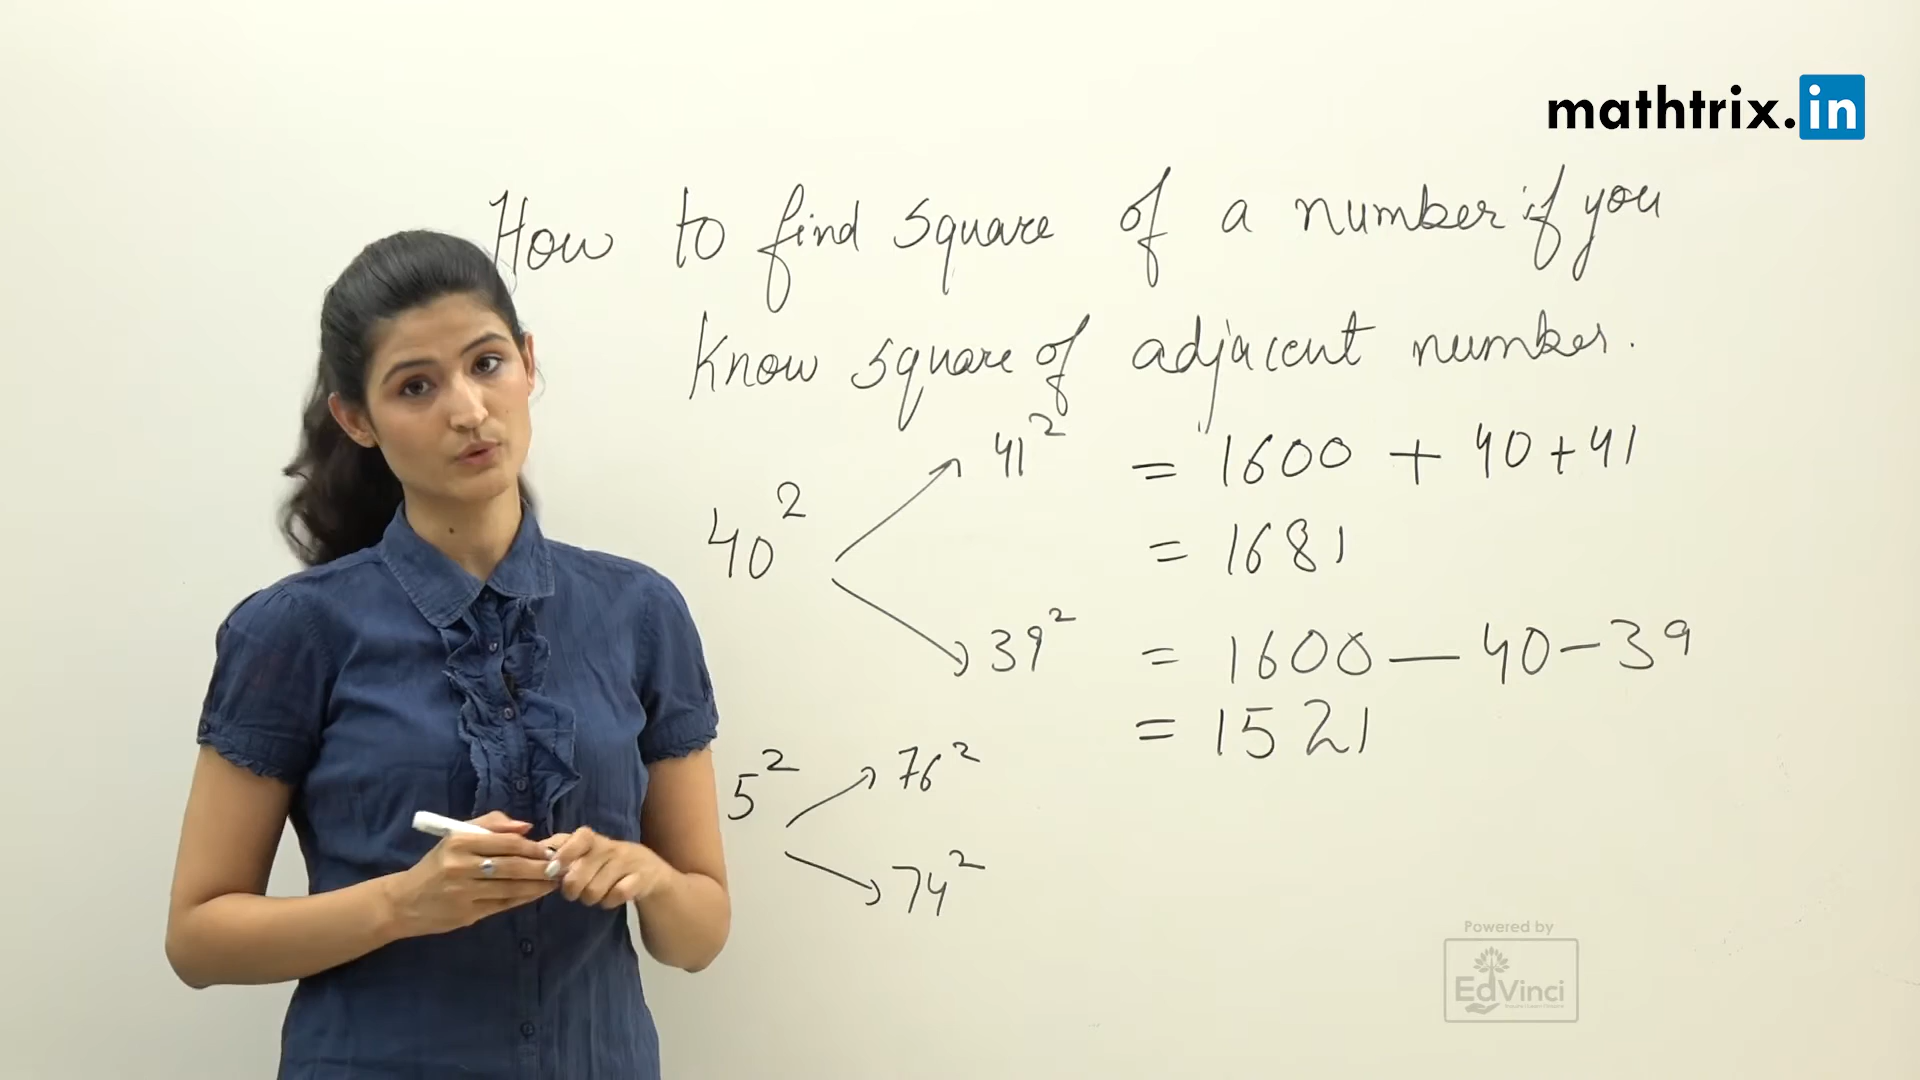 mathtrix.in
How to find square of a number if you
know square of adjacent number.
40² 41² = 1600 + 40+41
= 1681
39² = 1600 — 40-39
= 1521
5² 76²
74²
Powered by
EdVinci